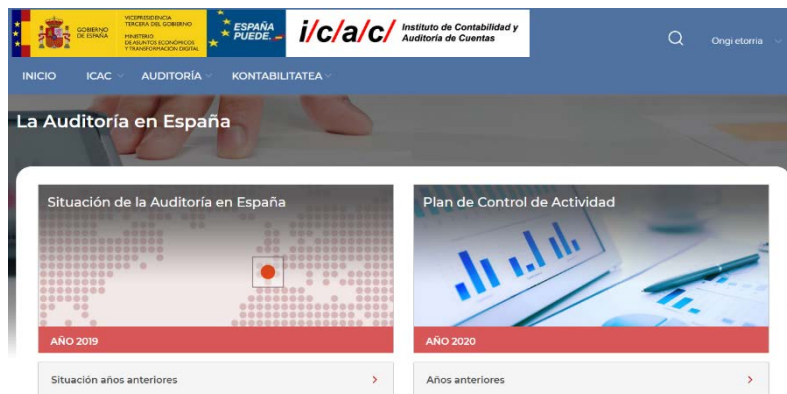 GOBIERNO
DE ESPAÑA
VICEPRESIDENCIA
TERCERA DEL GOBIERNO
MINISTERIO
DE ASUNTOS ECONÓMICOS
Y TRANSFORMACIÓN DIGITAL
ESPAÑA
PUEDE.
i/c/a/c/
Instituto de Contabilidad y
Auditoría de Cuentas
Ongi etorria
INICIO ICAC AUDITORÍA KONTABILITATEA
La Auditoría en España
Situación de la Auditoría en España
AÑO 2019
Situación años anteriores
Plan de Control de Actividad
AÑO 2020
Años anteriores